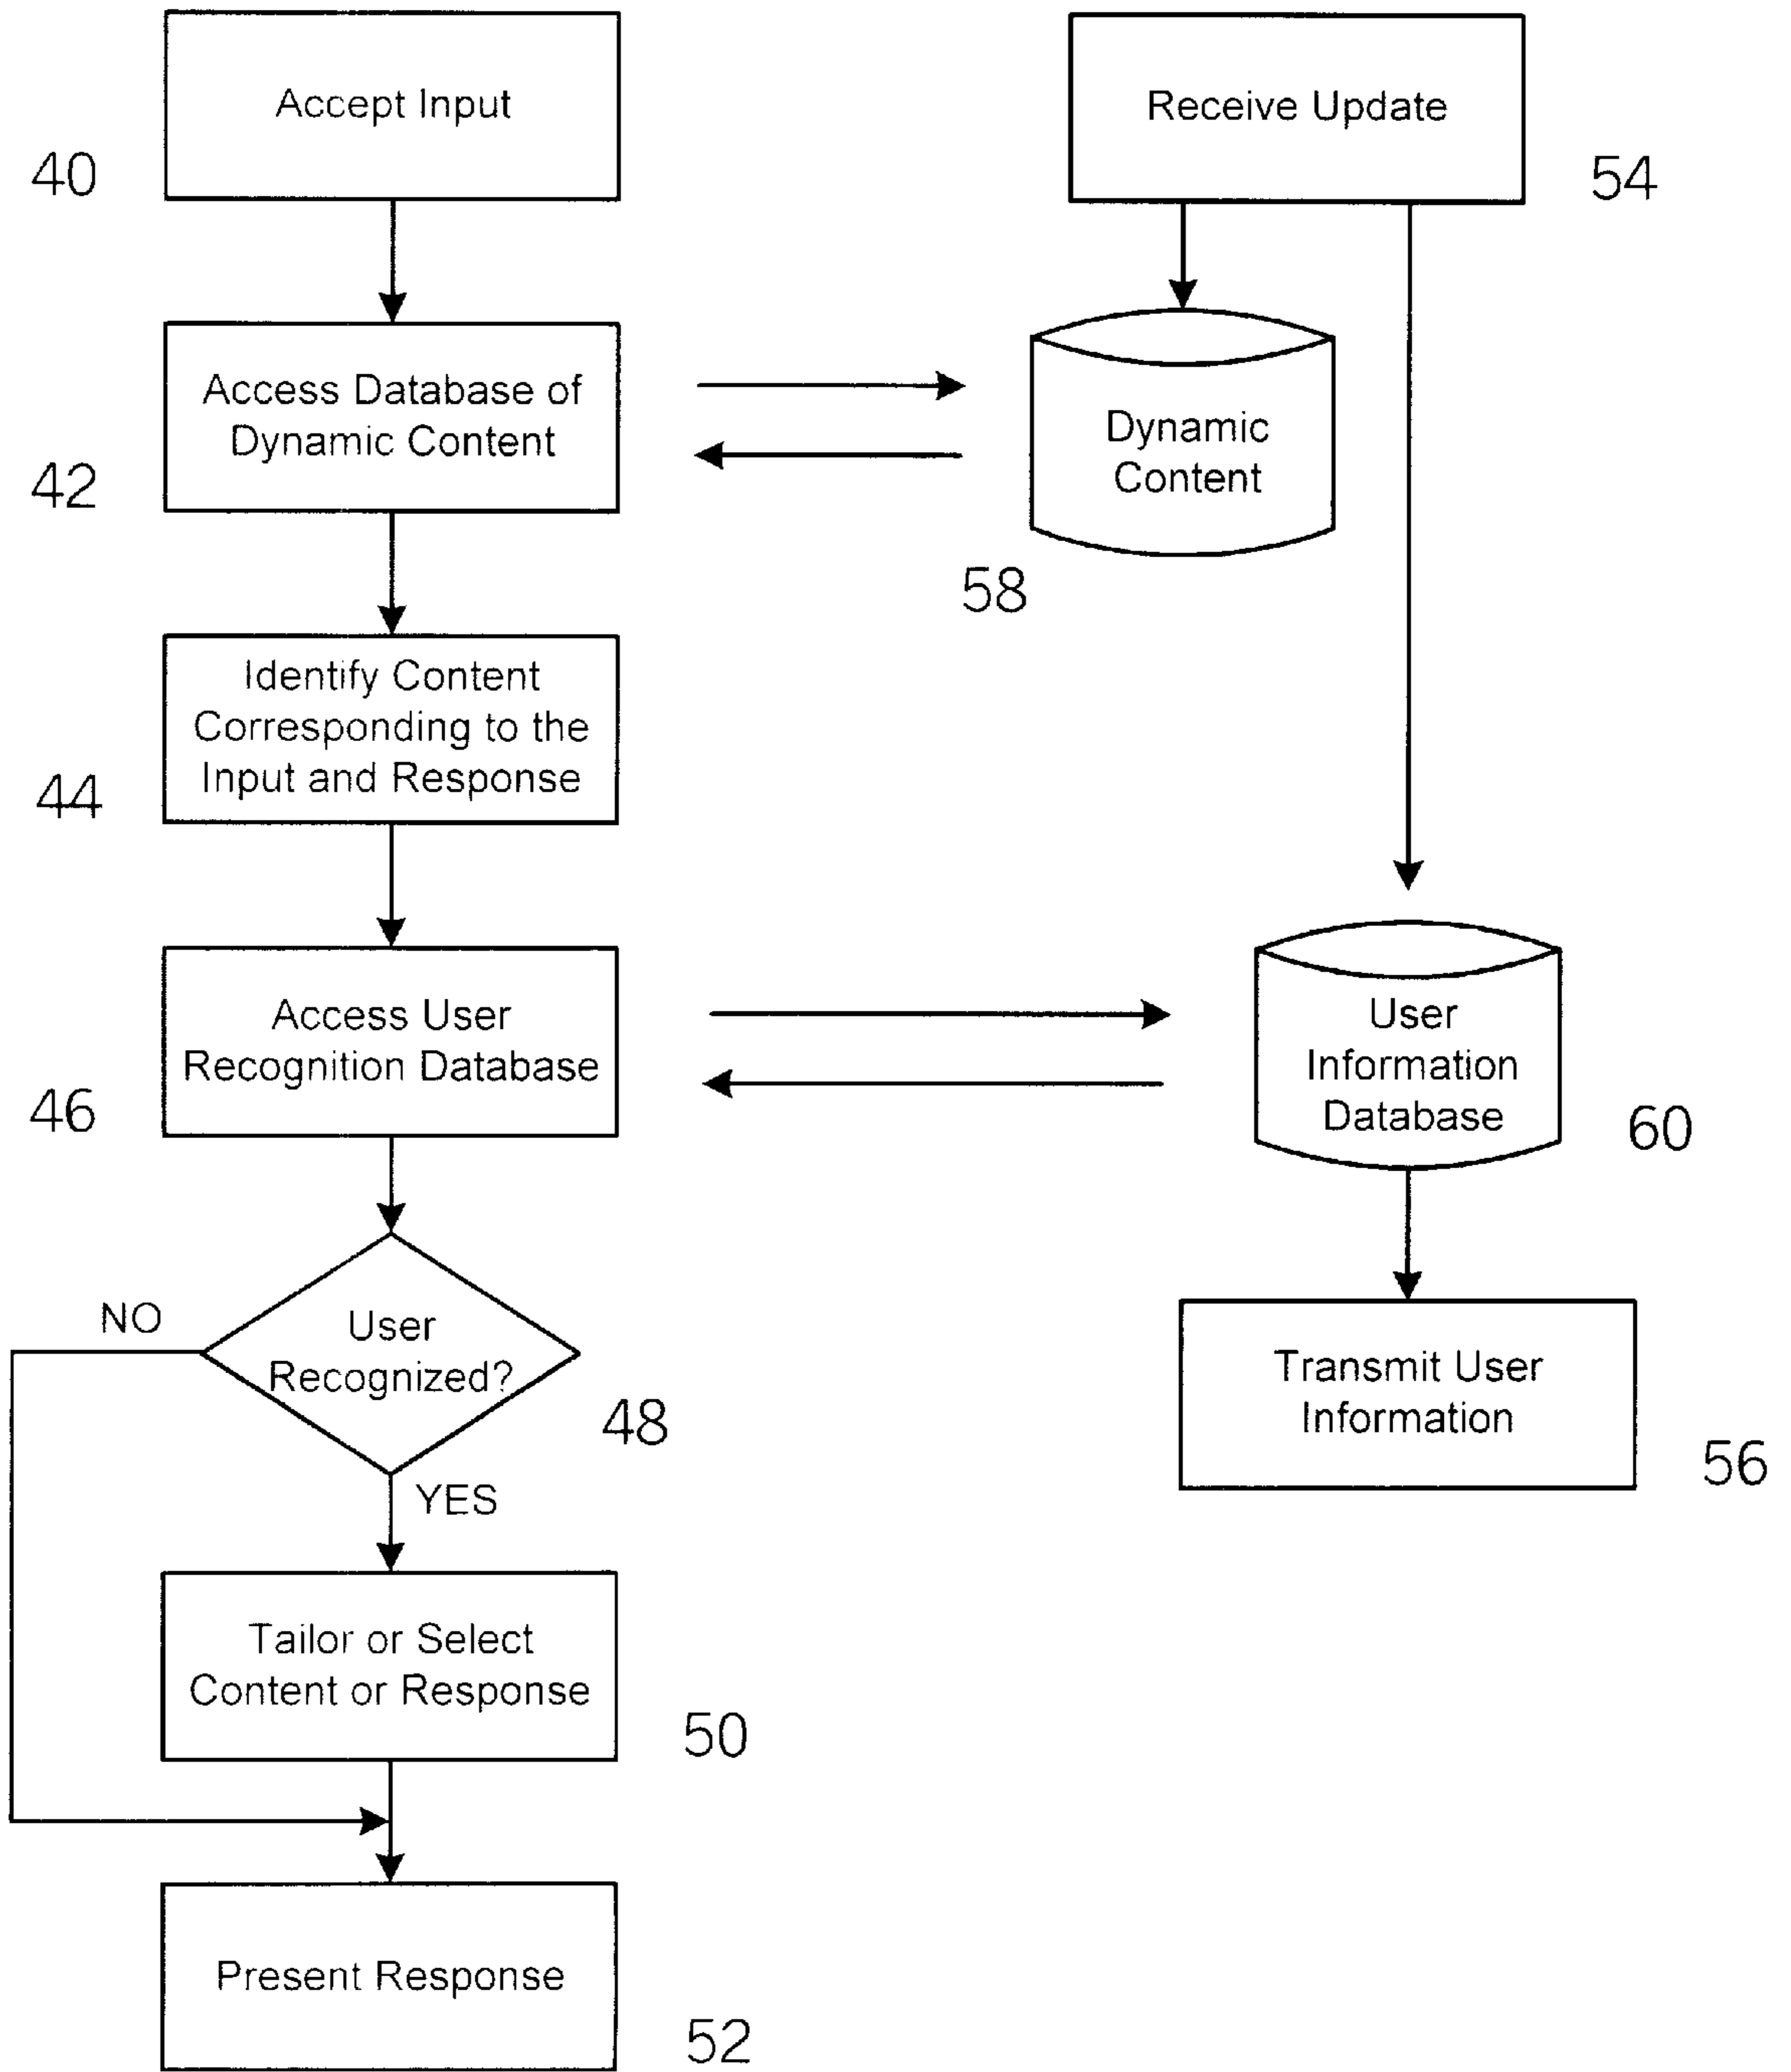 Accept Input
40
Receive Update
54
Access Database of
Dynamic Content
42
Dynamic
Content
58
Identify Content
Corresponding to the
Input and Response
44
Access User
Recognition Database
46
User
Information
Database
60
NO
User
Recognized?
48
YES
Transmit User
Information
56
Tailor or Select
Content or Response
50
Present Response
52